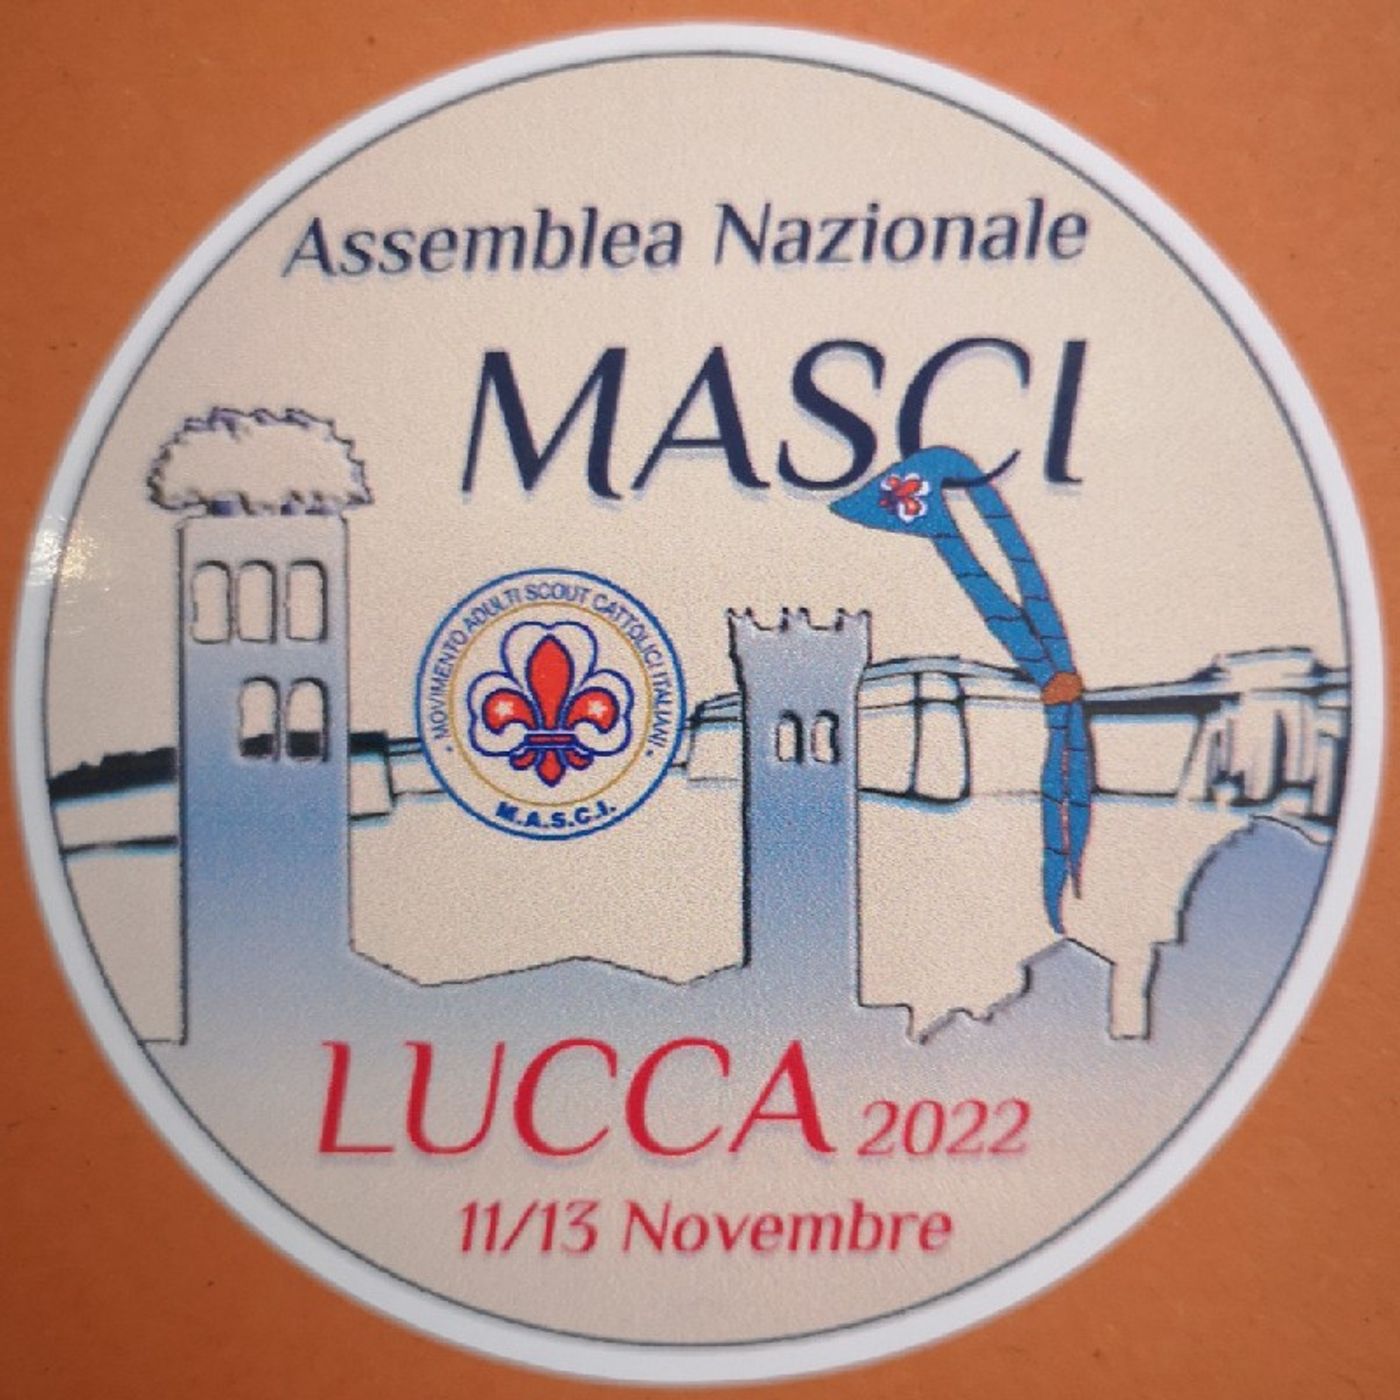 Assemblea Nazionale
MASCI
• MOVIMENTO ADULTI SCOUT CATTOLICI ITALIANI •
M.A.S.C.I.
LUCCA 2022
11/13 Novembre